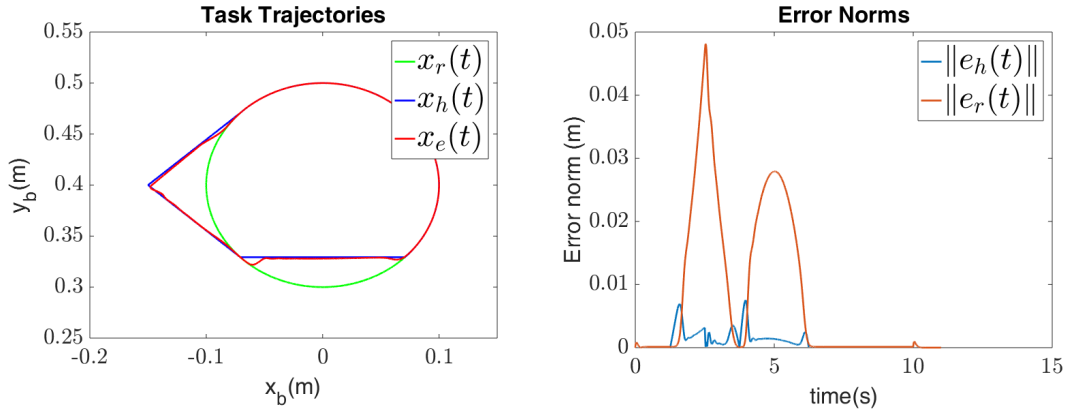 Task Trajectories
0.55
0.5
0.45
0.4
0.35
0.3
0.25
-0.2
-0.1
0
0.1
y_b(m)
x_b(m)
x_r(t)
x_h(t)
x_e(t)
Error Norms
0.05
0.04
0.03
0.02
0.01
0
0
5
10
15
Error norm (m)
time(s)
‖e_h(t)‖
‖e_r(t)‖